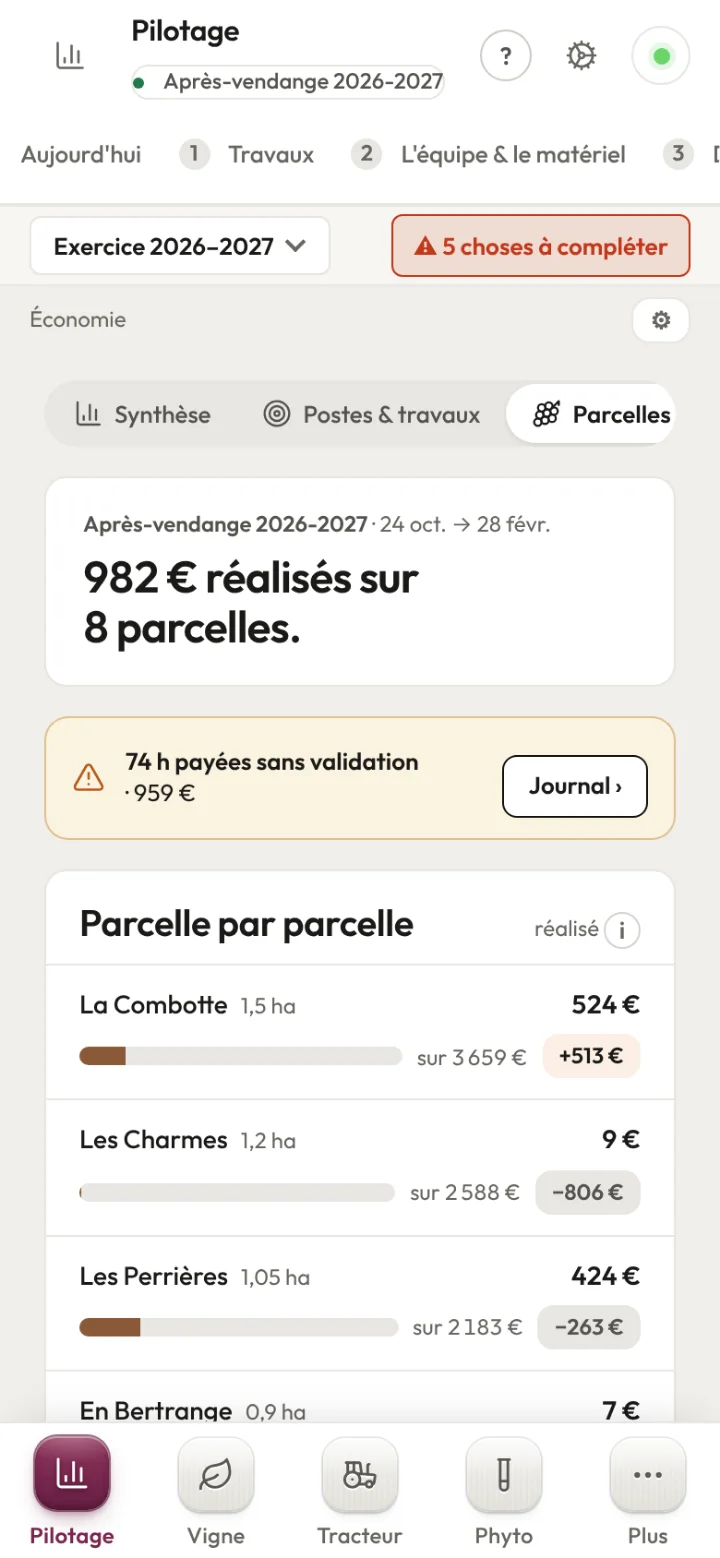 Pilotage
Après-vendange 2026-2027
?
Aujourd'hui 1 Travaux 2 L'équipe & le matériel 3
Exercice 2026–2027
5 choses à compléter
Économie
Synthèse Postes & travaux Parcelles
Après-vendange 2026-2027 · 24 oct. → 28 févr.
982 € réalisés sur
8 parcelles.
74 h payées sans validation
· 959 €
Journal ›
Parcelle par parcelle réalisé i
La Combotte 1,5 ha 524 €
sur 3 659 € +513 €
Les Charmes 1,2 ha 9 €
sur 2 588 € −806 €
Les Perrières 1,05 ha 424 €
sur 2 183 € −263 €
En Bertrange 0,9 ha 7 €
Pilotage Vigne Tracteur Phyto Plus